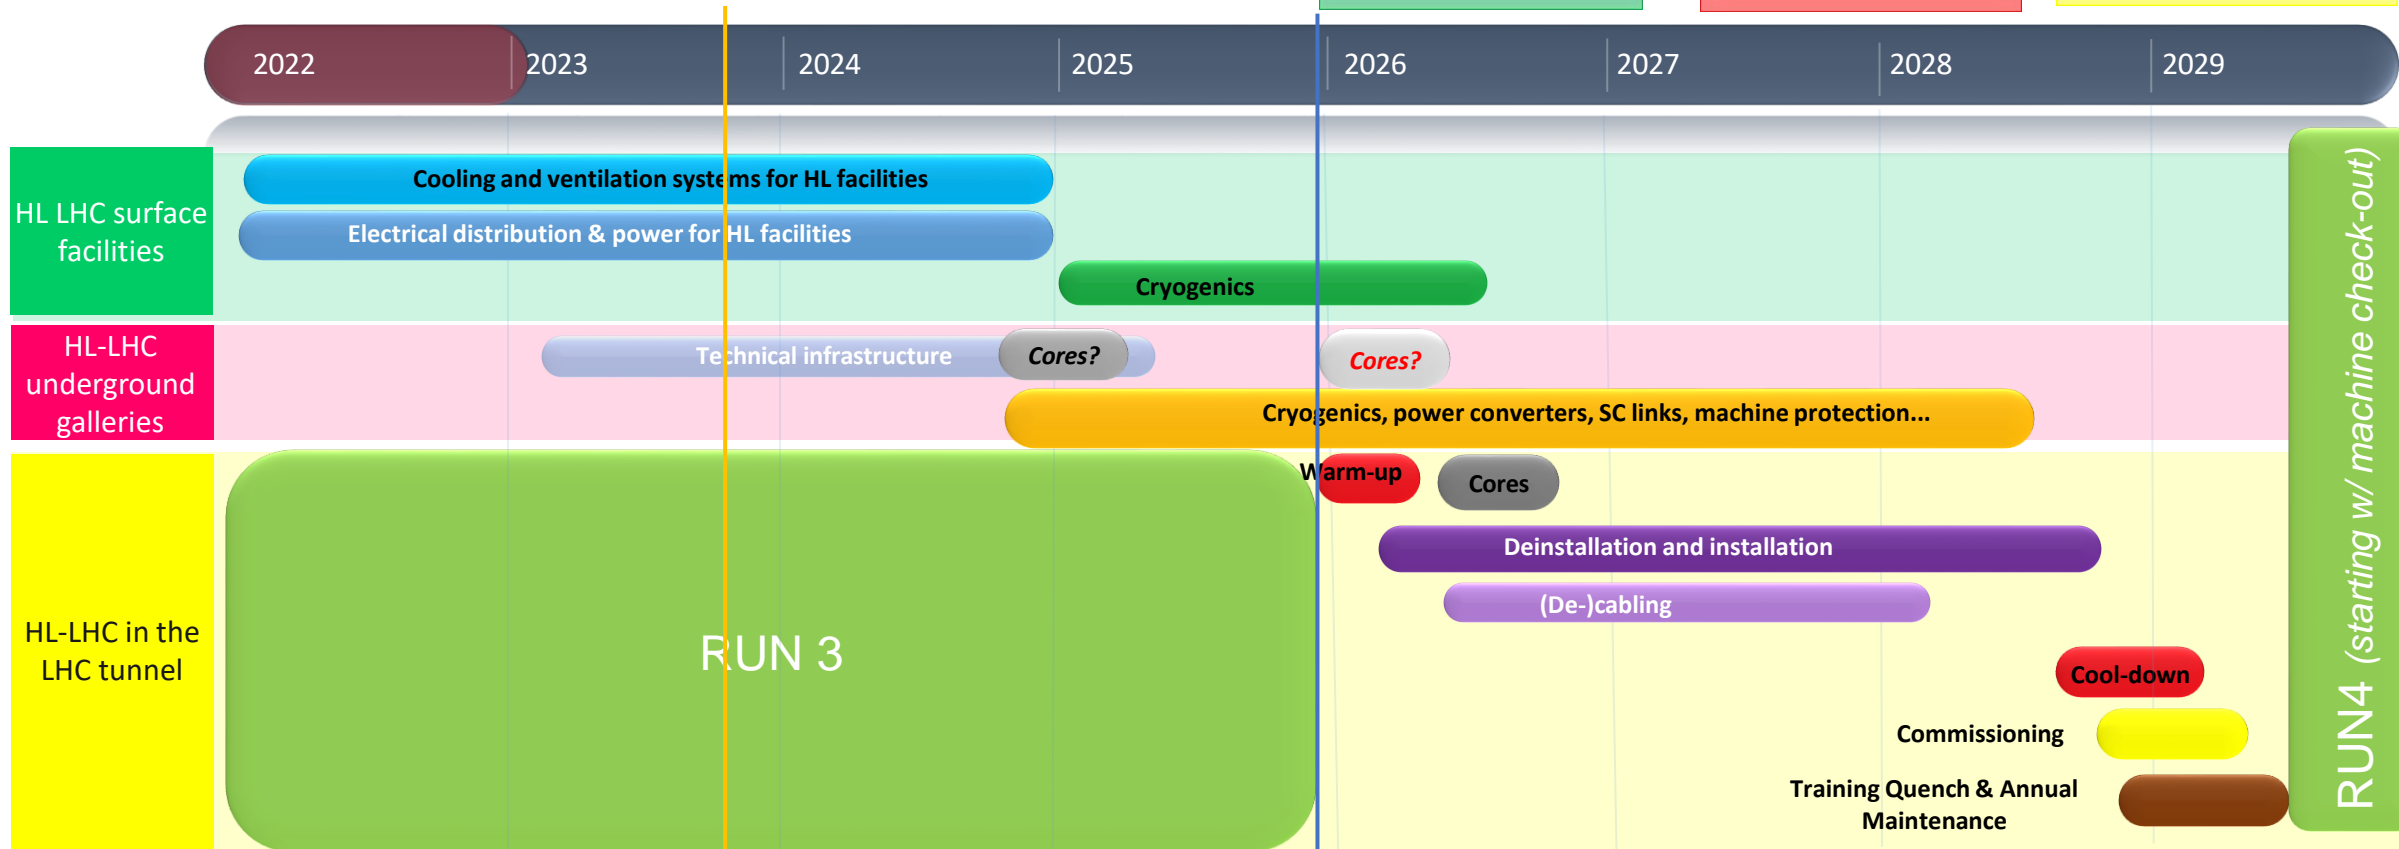 2022 2023 2024 2025 2026 2027 2028 2029
HL LHC surface
facilities
Cooling and ventilation systems for HL facilities
Electrical distribution & power for HL facilities
Cryogenics
HL-LHC
underground
galleries
Technical infrastructure
Cores?
Cores?
Cryogenics, power converters, SC links, machine protection...
HL-LHC in the
LHC tunnel
RUN 3
Warm-up
Cores
Deinstallation and installation
(De-)cabling
Cool-down
Commissioning
Training Quench & Annual
Maintenance
RUN4 (starting w/ machine check-out)